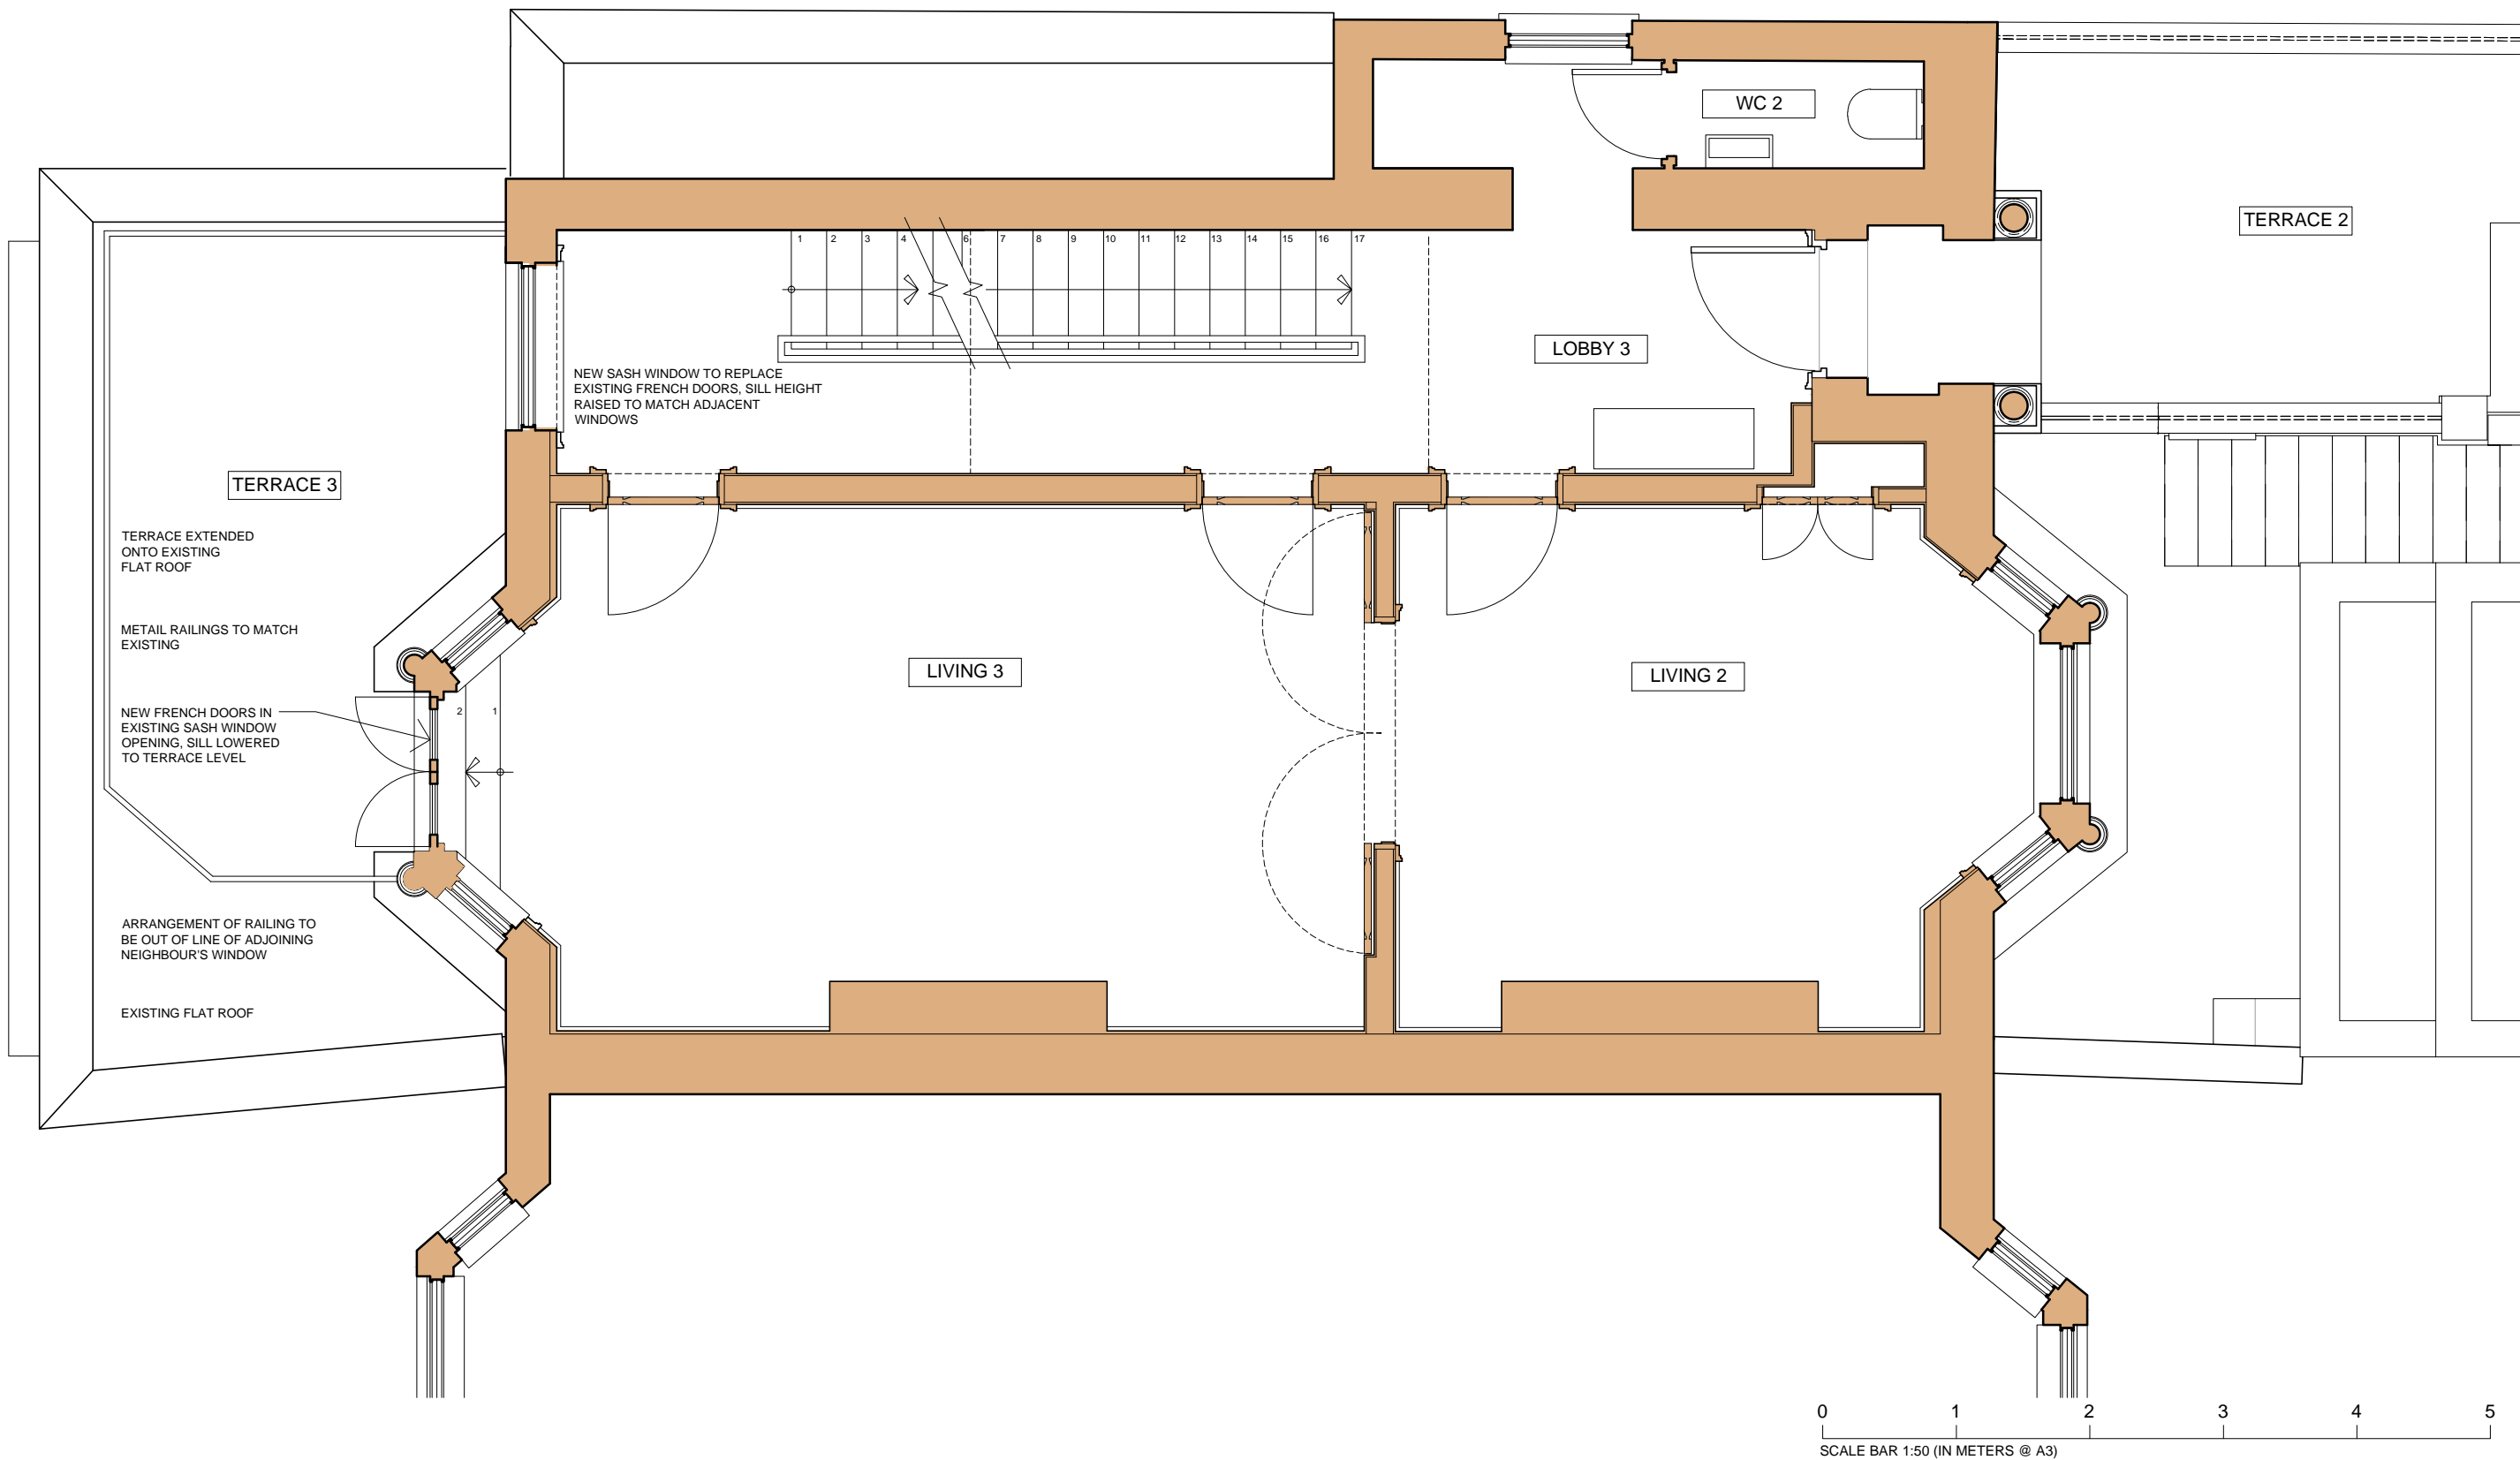 WC 2
TERRACE 2
1 2 3 4 6 7 8 9 10 11 12 13 14 15 16 17
LOBBY 3
NEW SASH WINDOW TO REPLACE
EXISTING FRENCH DOORS, SILL HEIGHT
RAISED TO MATCH ADJACENT
WINDOWS
TERRACE 3
TERRACE EXTENDED
ONTO EXISTING
FLAT ROOF
METAIL RAILINGS TO MATCH
EXISTING
LIVING 3
LIVING 2
NEW FRENCH DOORS IN
EXISTING SASH WINDOW
OPENING, SILL LOWERED
TO TERRACE LEVEL
2 1
ARRANGEMENT OF RAILING TO
BE OUT OF LINE OF ADJOINING
NEIGHBOUR'S WINDOW
EXISTING FLAT ROOF
0 1 2 3 4 5
SCALE BAR 1:50 (IN METERS @ A3)